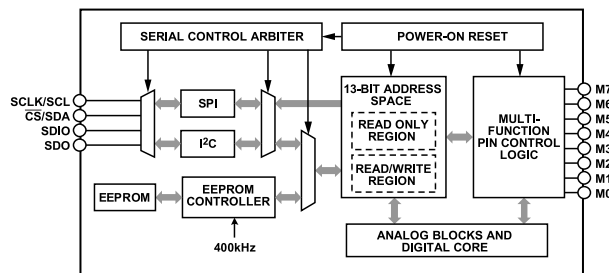 SERIAL CONTROL ARBITER
POWER-ON RESET
SCLK/SCL
CS/SDA
SDIO
SDO
SPI
I²C
13-BIT ADDRESS
SPACE
READ ONLY
REGION
READ/WRITE
REGION
MULTI-
FUNCTION
PIN CONTROL
LOGIC
M7
M6
M5
M4
M3
M2
M1
M0
EEPROM
EEPROM
CONTROLLER
400kHz
ANALOG BLOCKS AND
DIGITAL CORE